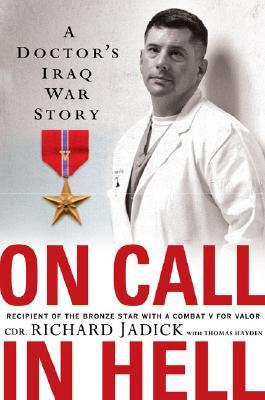 A
DOCTOR'S
IRAQ
WAR
STORY
ON CALL
RECIPIENT OF THE BRONZE STAR WITH A COMBAT V FOR VALOR
CDR. RICHARD JADICK WITH THOMAS HAYDEN
IN HELL